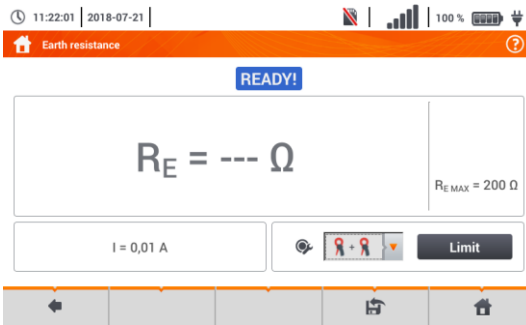 11:22:01 2018-07-21 100 %
Earth resistance ?
READY!
RE = --- Ω
RE MAX = 200 Ω
I = 0,01 A
+
Limit